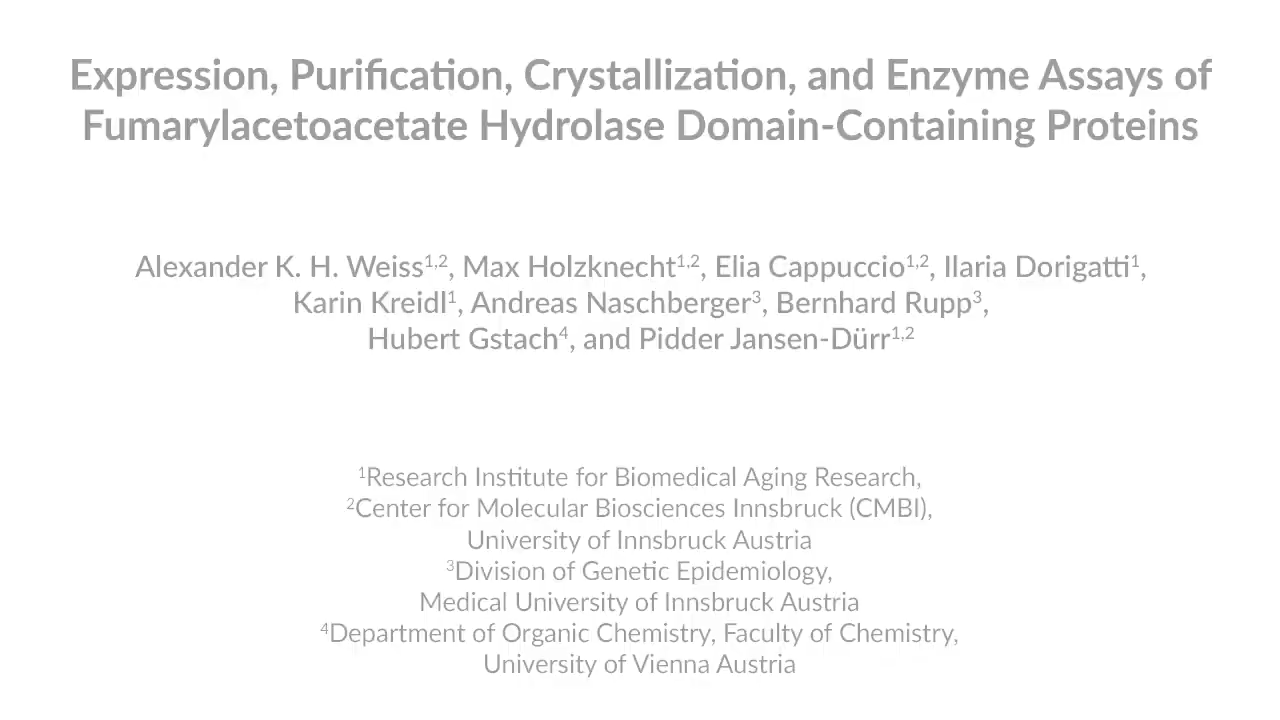 Expression, Purification, Crystallization, and Enzyme Assays of
Fumarylacetoacetate Hydrolase Domain-Containing Proteins
Alexander K. H. Weiss1,2, Max Holzknecht1,2, Elia Cappuccio1,2, Ilaria Dorigatti1,
Karin Kreidl1, Andreas Naschberger3, Bernhard Rupp3,
Hubert Gstach4, and Pidder Jansen-Dürr1,2
1Research Institute for Biomedical Aging Research,
2Center for Molecular Biosciences Innsbruck (CMBI),
University of Innsbruck Austria
3Division of Genetic Epidemiology,
Medical University of Innsbruck Austria
4Department of Organic Chemistry, Faculty of Chemistry,
University of Vienna Austria